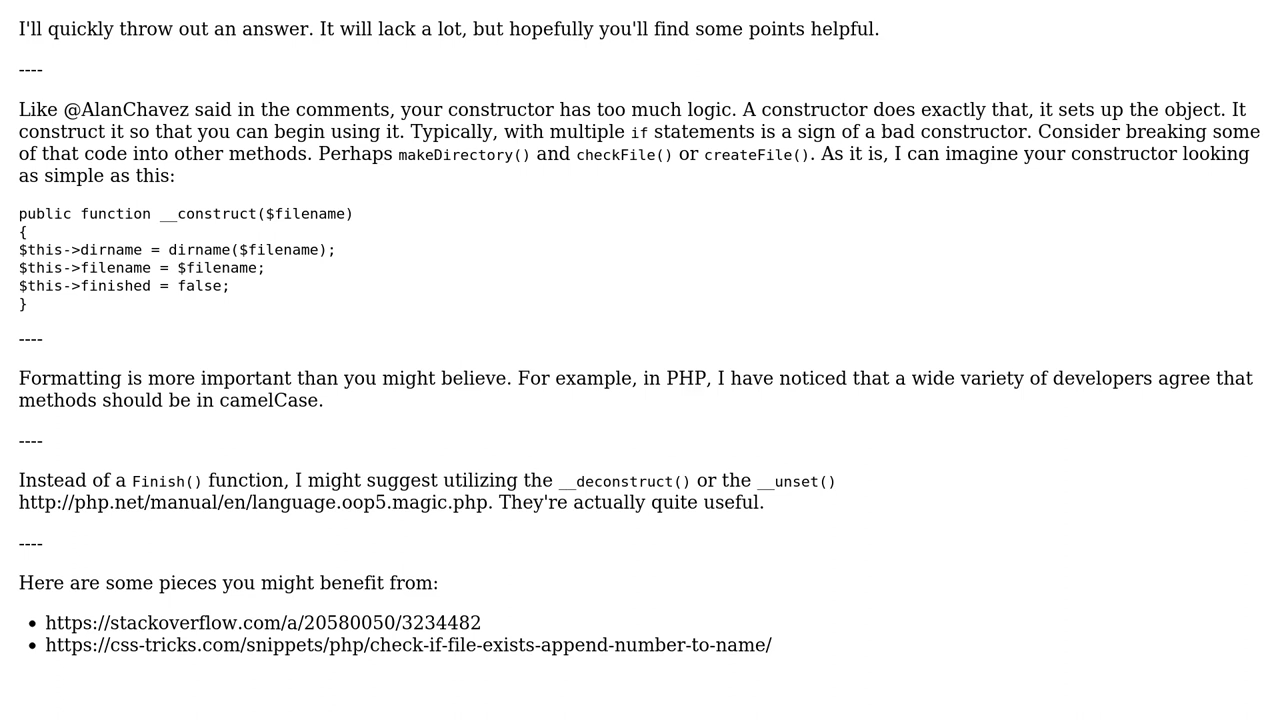 I'll quickly throw out an answer. It will lack a lot, but hopefully you'll find some points helpful.
----
Like @AlanChavez said in the comments, your constructor has too much logic. A constructor does exactly that, it sets up the object. It
construct it so that you can begin using it. Typically, with multiple if statements is a sign of a bad constructor. Consider breaking some
of that code into other methods. Perhaps makeDirectory() and checkFile() or createFile(). As it is, I can imagine your constructor looking
as simple as this:
public function __construct($filename)
{
$this->dirname = dirname($filename);
$this->filename = $filename;
$this->finished = false;
}
----
Formatting is more important than you might believe. For example, in PHP, I have noticed that a wide variety of developers agree that
methods should be in camelCase.
----
Instead of a Finish() function, I might suggest utilizing the __deconstruct() or the __unset()
http://php.net/manual/en/language.oop5.magic.php. They're actually quite useful.
----
Here are some pieces you might benefit from:
• https://stackoverflow.com/a/20580050/3234482
• https://css-tricks.com/snippets/php/check-if-file-exists-append-number-to-name/